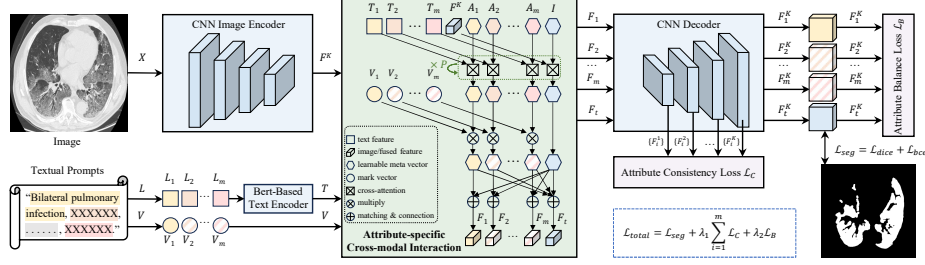 Image
X
CNN Image Encoder
F^K
Textual Prompts
"Bilateral pulmonary
infection, XXXXXX,
……, XXXXXX."
L
V
L_1 L_2 ⋯ L_m
Bert-Based
Text Encoder
T
V
V_1 V_2 ⋯ V_m
T_1 T_2 ⋯ T_m F^K A_1 A_2 ⋯ A_m I
× P
V_1 V_2 V_m
text feature
image/fused feature
learnable meta vector
mark vector
cross-attention
multiply
matching & connection
F_1 F_2 F_m F_t
Attribute-specific
Cross-modal Interaction
F_1
F_2
...
F_m
F_t
CNN Decoder
{F_i^1} {F_i^2} … {F_i^K}
Attribute Consistency Loss ℒ_C
F_1^K F_1^K
F_2^K F_2^K
... ...
F_m^K F_m^K
F_t^K F_t^K
Attribute Balance Loss ℒ_B
ℒ_seg = ℒ_dice + ℒ_bce
ℒ_total = ℒ_seg + λ_1 ∑_{i=1}^{m} ℒ_C + λ_2 ℒ_B